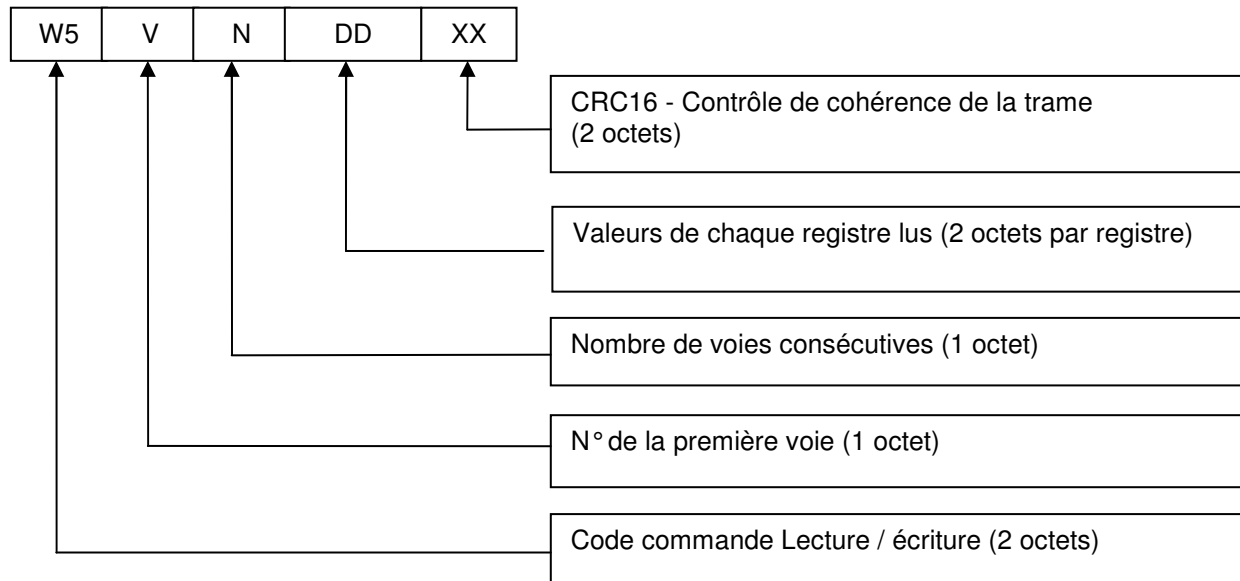 W5 V N DD XX
CRC16 - Contrôle de cohérence de la trame
(2 octets)
Valeurs de chaque registre lus (2 octets par registre)
Nombre de voies consécutives (1 octet)
N° de la première voie (1 octet)
Code commande Lecture / écriture (2 octets)